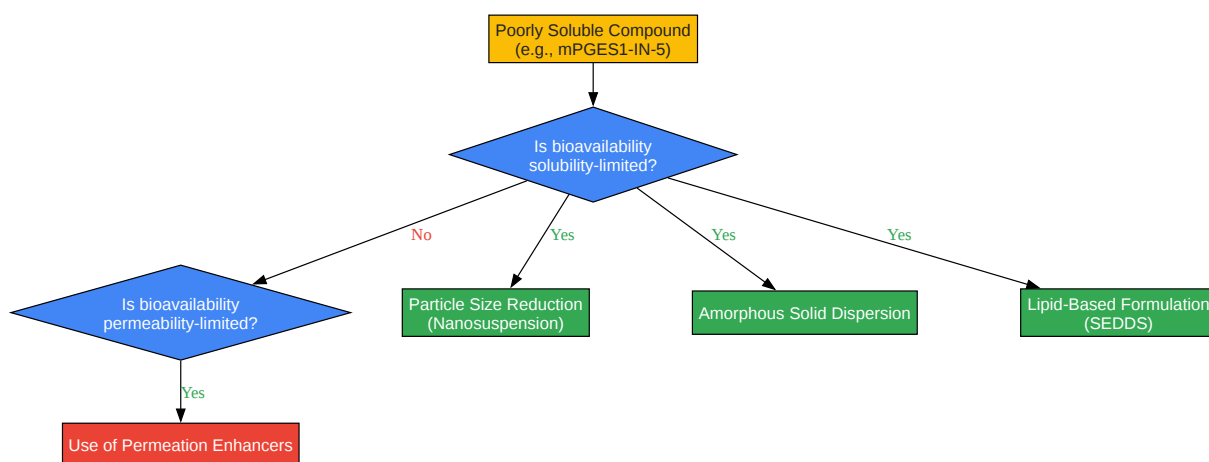 Poorly Soluble Compound
(e.g., mPGES1-IN-5)
Is bioavailability
solubility-limited?
No
Yes
Yes
Yes
Is bioavailability
permeability-limited?
Particle Size Reduction
(Nanosuspension)
Amorphous Solid Dispersion
Lipid-Based Formulation
(SEDDS)
Yes
Use of Permeation Enhancers